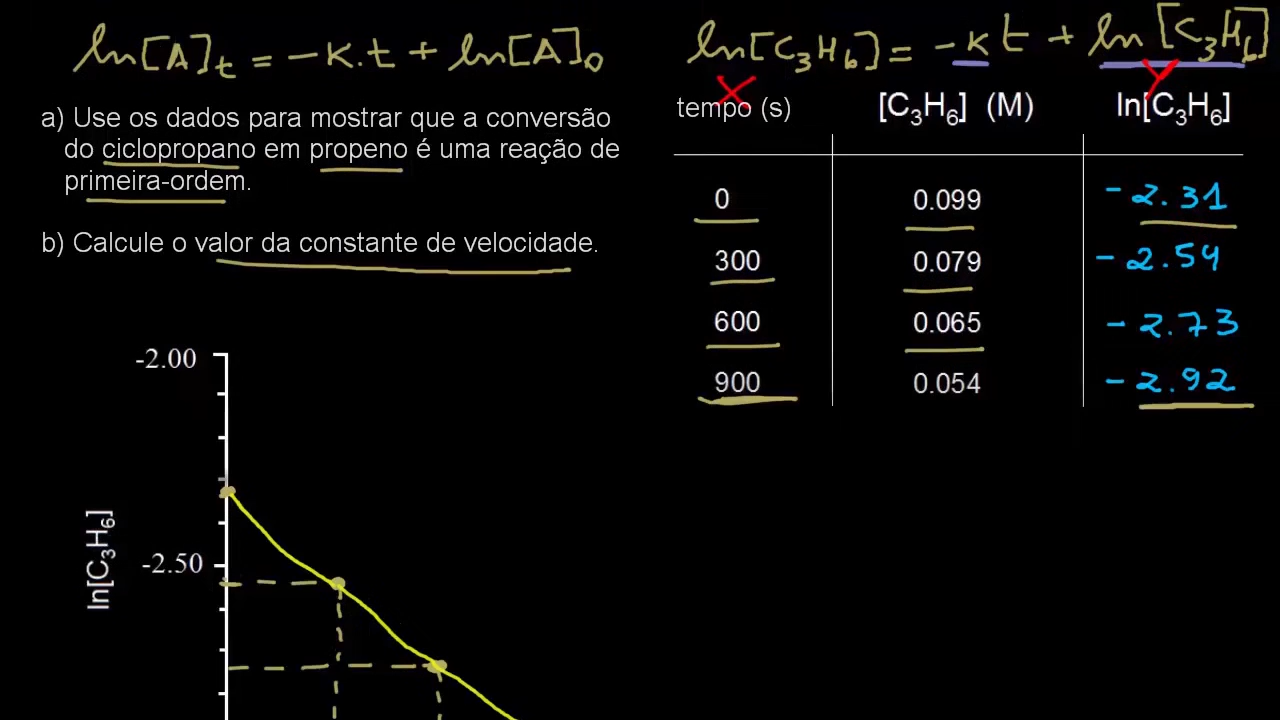 ln[A]t = -K.t + ln[A]0
a) Use os dados para mostrar que a conversão
do ciclopropano em propeno é uma reação de
primeira-ordem.
b) Calcule o valor da constante de velocidade.
ln[C3H6] = -K t + ln[C3H6]
X Y
tempo (s) [C3H6] (M) ln[C3H6]
0 0.099 -2.31
300 0.079 -2.54
600 0.065 -2.73
900 0.054 -2.92
-2.00
-2.50
ln[C3H6]